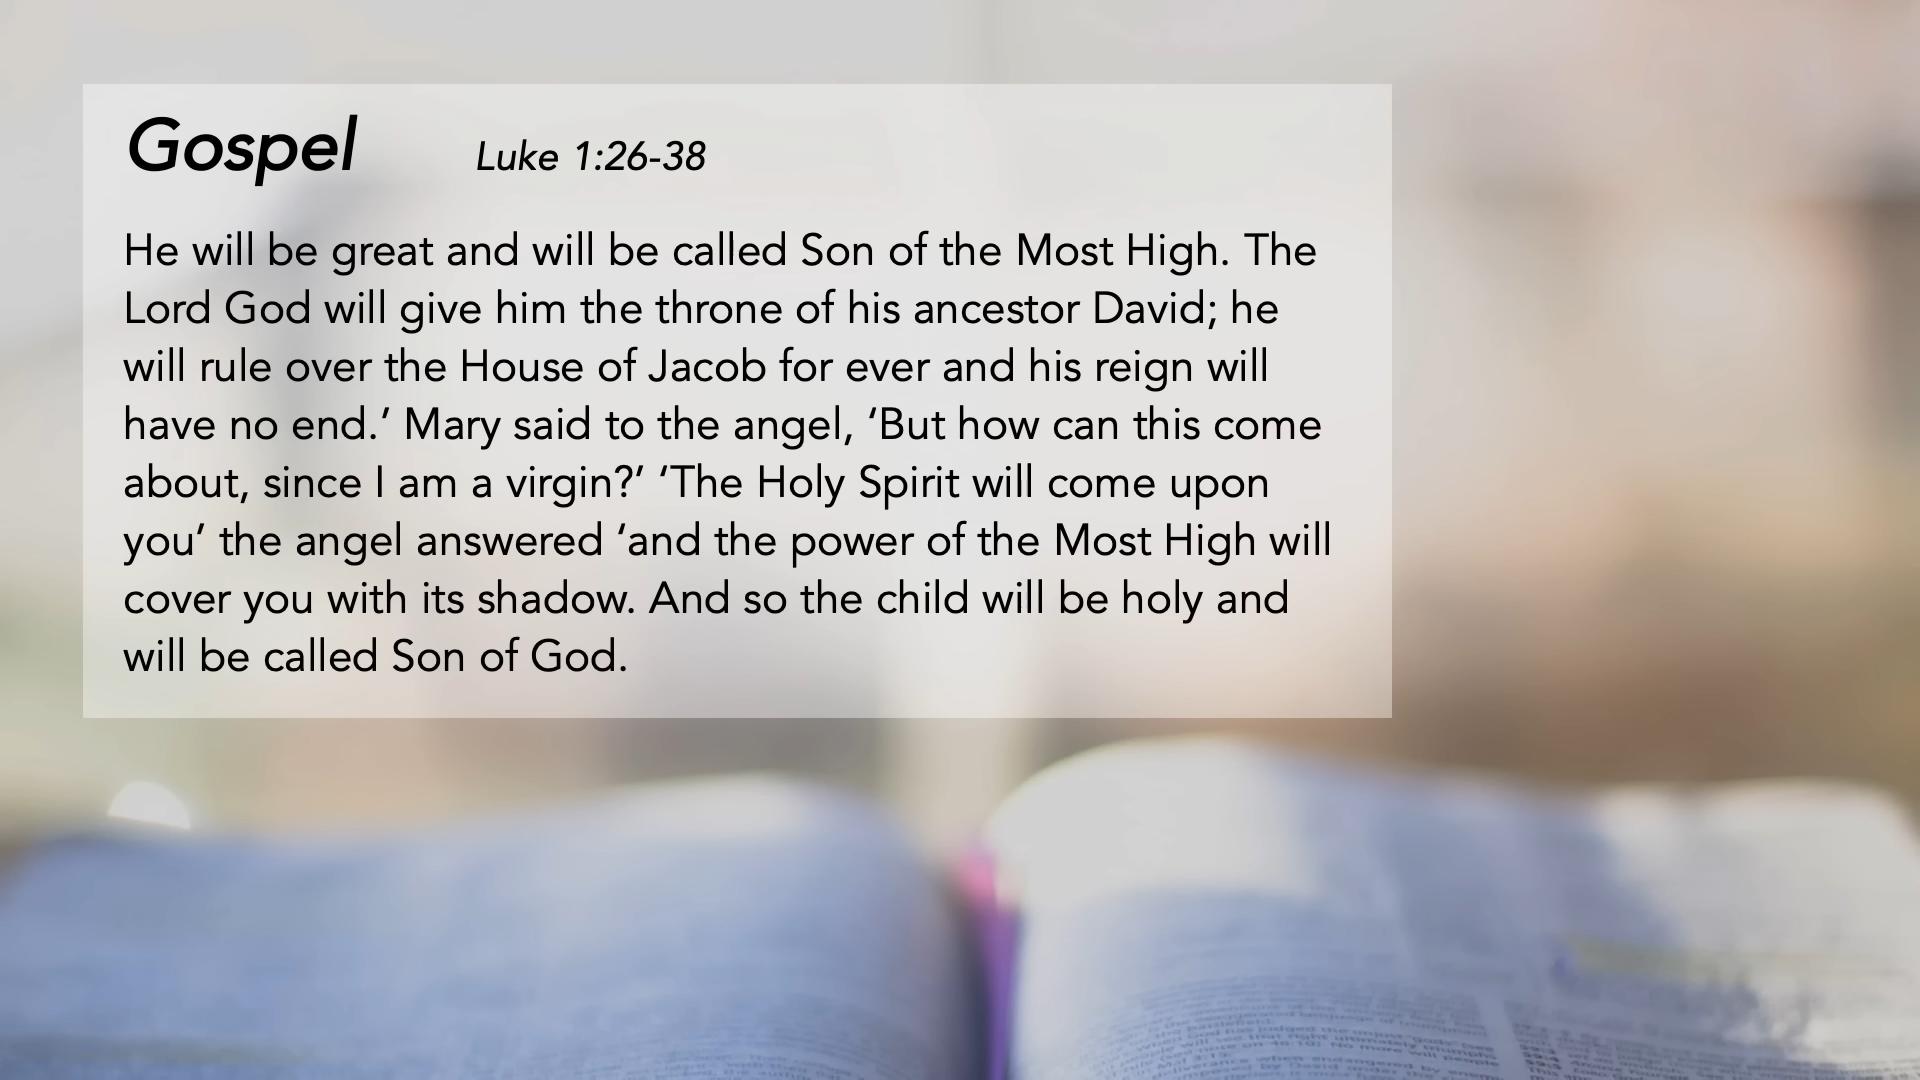 Gospel Luke 1:26-38
He will be great and will be called Son of the Most High. The
Lord God will give him the throne of his ancestor David; he
will rule over the House of Jacob for ever and his reign will
have no end.’ Mary said to the angel, ‘But how can this come
about, since I am a virgin?’ ‘The Holy Spirit will come upon
you’ the angel answered ‘and the power of the Most High will
cover you with its shadow. And so the child will be holy and
will be called Son of God.